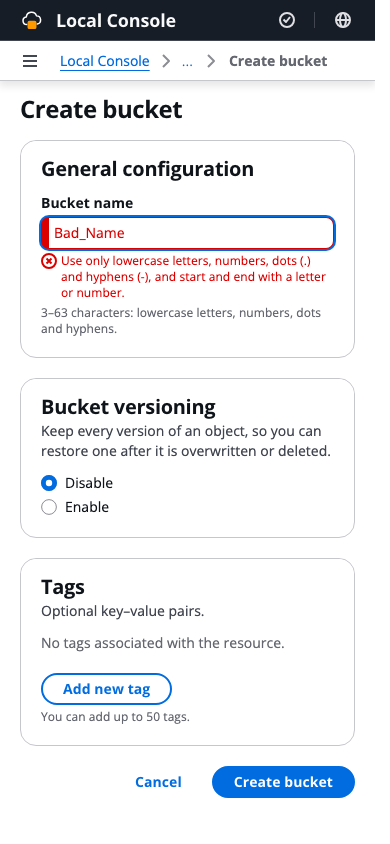 Local Console
Local Console > ... > Create bucket
Create bucket
General configuration
Bucket name
Bad_Name
Use only lowercase letters, numbers, dots (.)
and hyphens (-), and start and end with a letter
or number.
3–63 characters: lowercase letters, numbers, dots
and hyphens.
Bucket versioning
Keep every version of an object, so you can
restore one after it is overwritten or deleted.
Disable
Enable
Tags
Optional key–value pairs.
No tags associated with the resource.
Add new tag
You can add up to 50 tags.
Cancel Create bucket